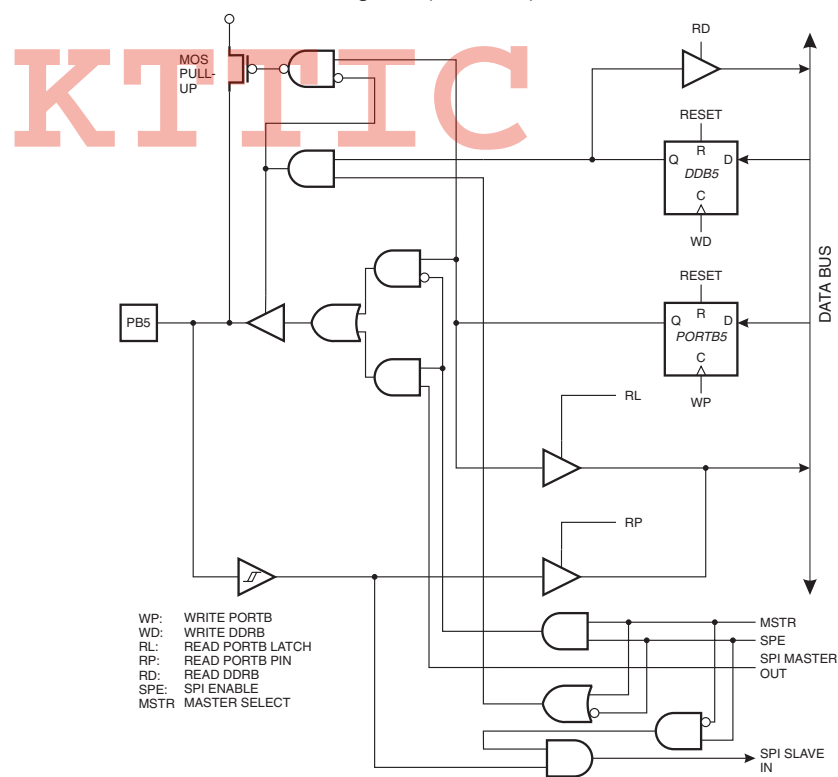 RD
MOS
PULL-
UP
KTTIC
RESET
R
Q
D
DDB5
C
WD
DATA BUS
RESET
R
Q
D
PORTB5
C
WP
PB5
RL
RP
WP: WRITE PORTB
WD: WRITE DDRB
RL: READ PORTB LATCH
RP: READ PORTB PIN
RD: READ DDRB
SPE: SPI ENABLE
MSTR MASTER SELECT
MSTR
SPE
SPI MASTER
OUT
SPI SLAVE
IN